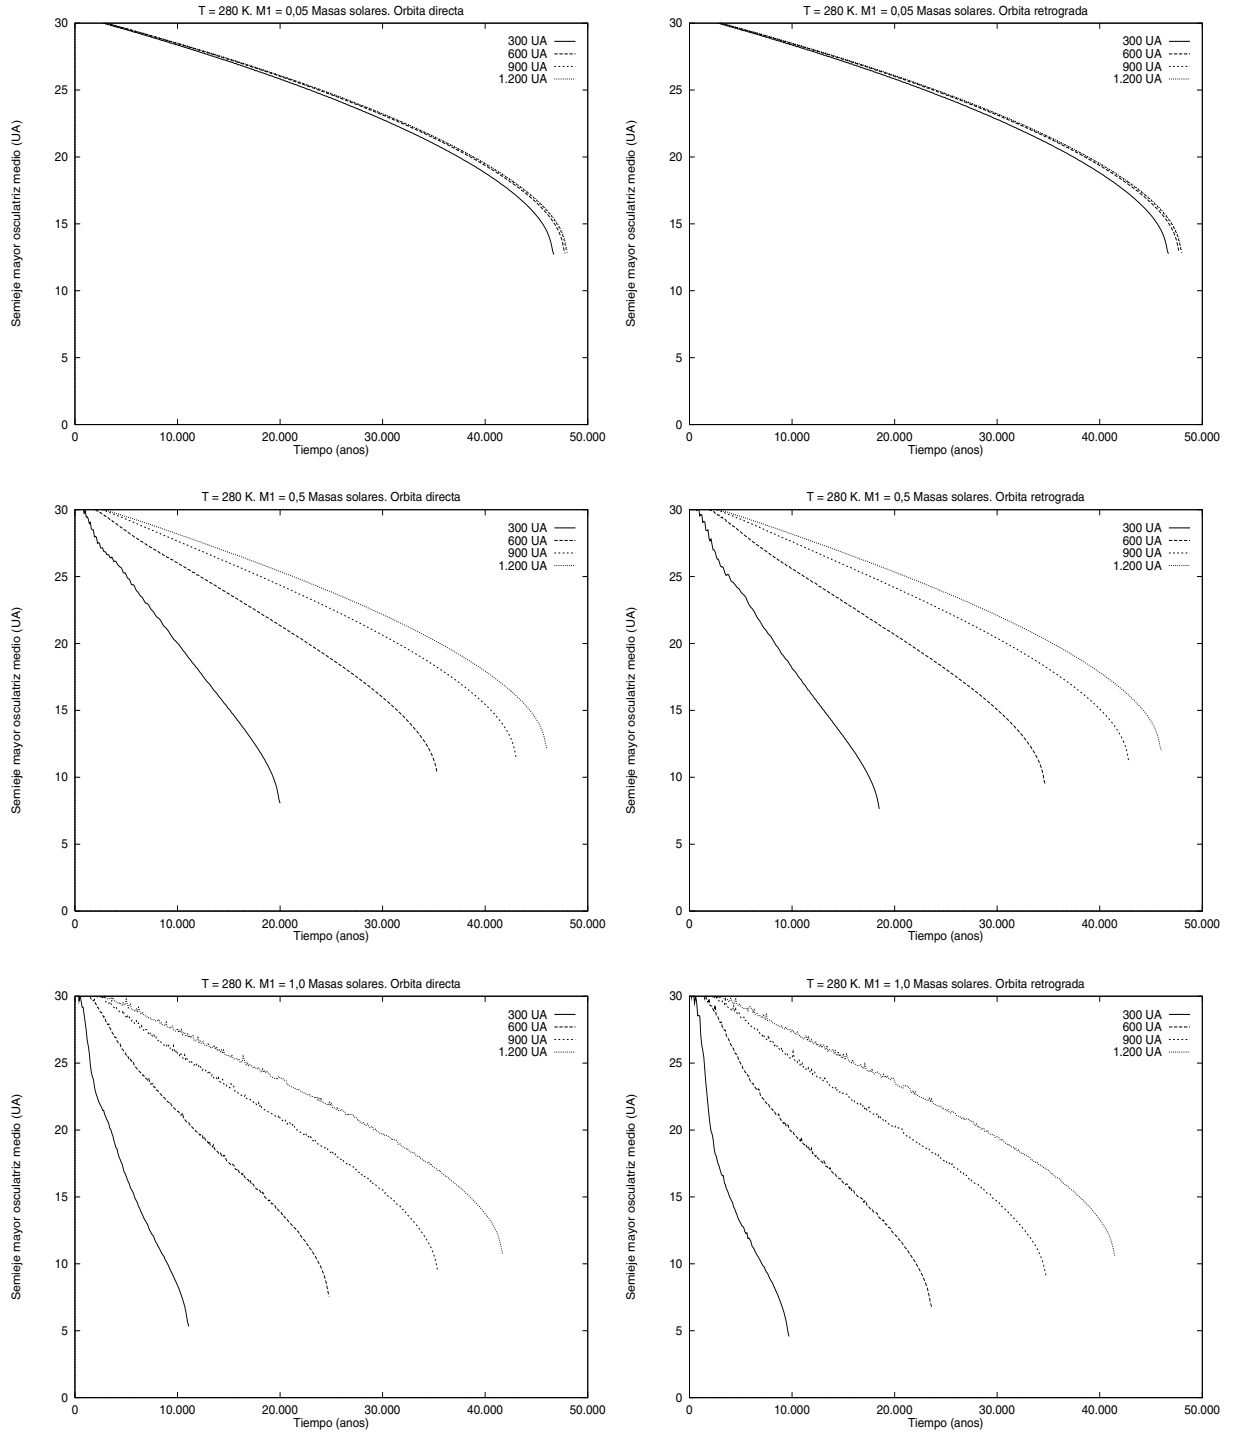 T = 280 K. M1 = 0,05 Masas solares. Orbita directa
30
25
20
15
10
5
0
Semieje mayor osculatriz medio (UA)
300 UA
600 UA
900 UA
1.200 UA
0 10.000 20.000 30.000 40.000 50.000
Tiempo (anos)
T = 280 K. M1 = 0,05 Masas solares. Orbita retrograda
30
25
20
15
10
5
0
Semieje mayor osculatriz medio (UA)
300 UA
600 UA
900 UA
1.200 UA
0 10.000 20.000 30.000 40.000 50.000
Tiempo (anos)
T = 280 K. M1 = 0,5 Masas solares. Orbita directa
30
25
20
15
10
5
0
Semieje mayor osculatriz medio (UA)
300 UA
600 UA
900 UA
1.200 UA
0 10.000 20.000 30.000 40.000 50.000
Tiempo (anos)
T = 280 K. M1 = 0,5 Masas solares. Orbita retrograda
30
25
20
15
10
5
0
Semieje mayor osculatriz medio (UA)
300 UA
600 UA
900 UA
1.200 UA
0 10.000 20.000 30.000 40.000 50.000
Tiempo (anos)
T = 280 K. M1 = 1,0 Masas solares. Orbita directa
30
25
20
15
10
5
0
Semieje mayor osculatriz medio (UA)
300 UA
600 UA
900 UA
1.200 UA
0 10.000 20.000 30.000 40.000 50.000
Tiempo (anos)
T = 280 K. M1 = 1,0 Masas solares. Orbita retrograda
30
25
20
15
10
5
0
Semieje mayor osculatriz medio (UA)
300 UA
600 UA
900 UA
1.200 UA
0 10.000 20.000 30.000 40.000 50.000
Tiempo (anos)